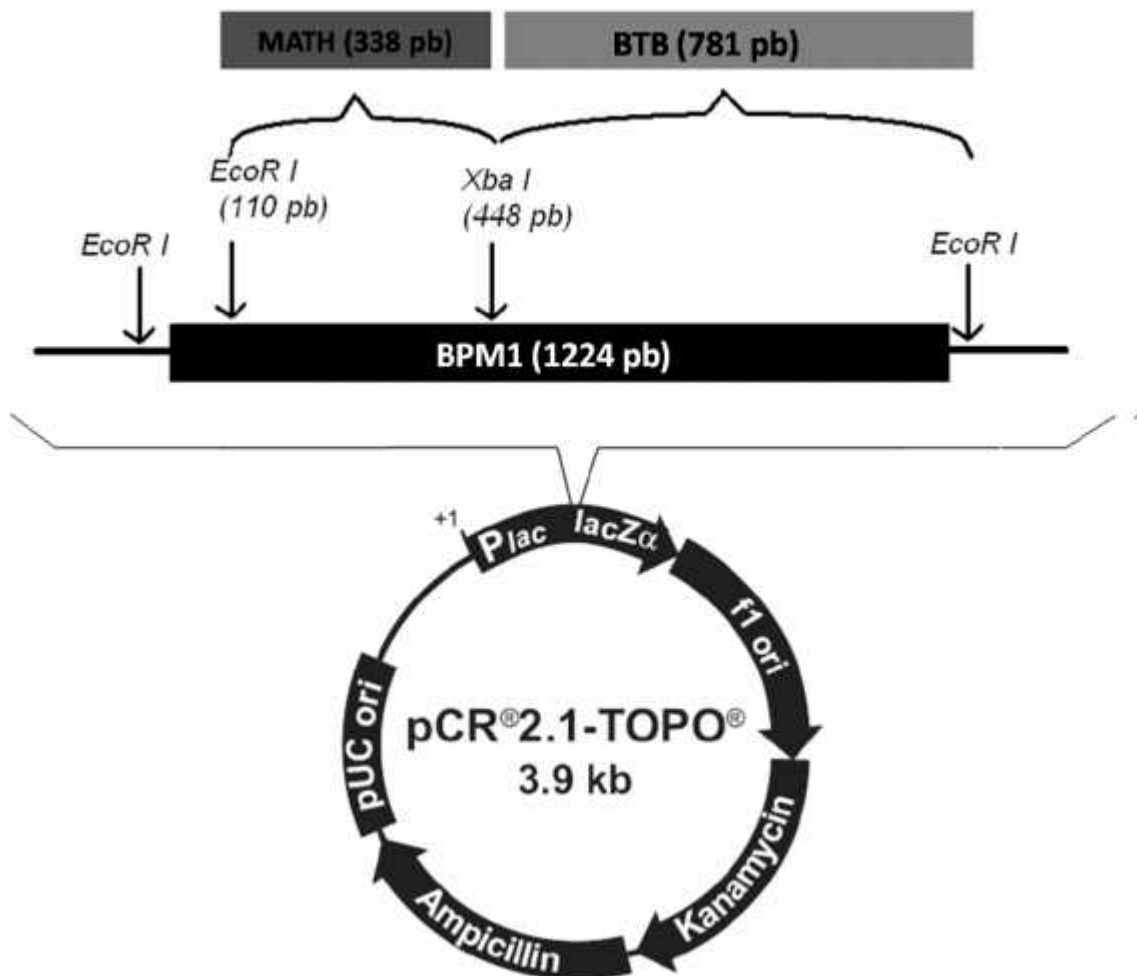 MATH (338 pb)
BTB (781 pb)
EcoR I
(110 pb)
Xba I
(448 pb)
EcoR I
EcoR I
BPM1 (1224 pb)
+1
Plac
lacZα
f1 ori
Kanamycin
Ampicillin
pUC ori
pCR®2.1-TOPO®
3.9 kb